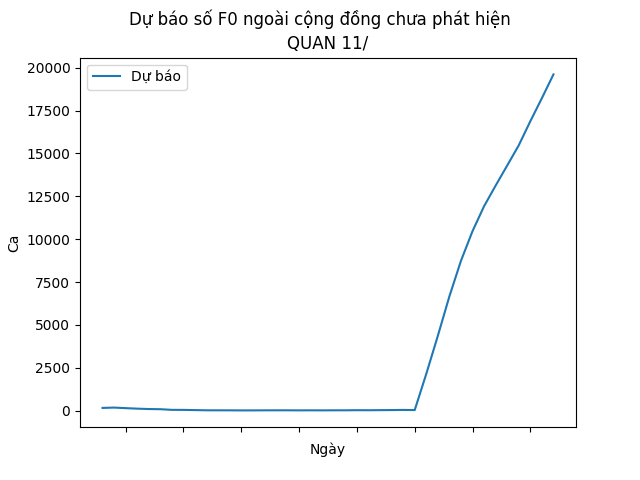 Dự báo số F0 ngoài cộng đồng chưa phát hiện
QUAN 11/
Dự báo
20000
17500
15000
12500
10000
7500
5000
2500
0
Ca
Ngày